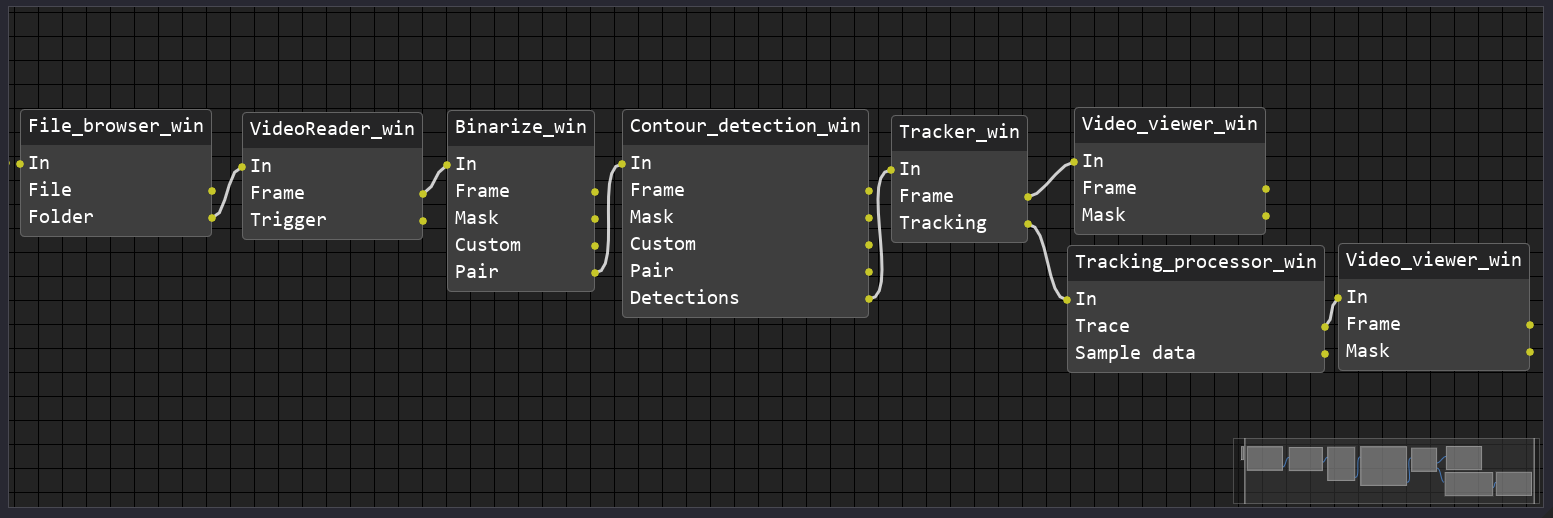 File_browser_win
In
File
Folder
VideoReader_win
In
Frame
Trigger
Binarize_win
In
Frame
Mask
Custom
Pair
Contour_detection_win
In
Frame
Mask
Custom
Pair
Detections
Tracker_win
In
Frame
Tracking
Video_viewer_win
In
Frame
Mask
Tracking_processor_win
In
Trace
Sample data
Video_viewer_win
In
Frame
Mask